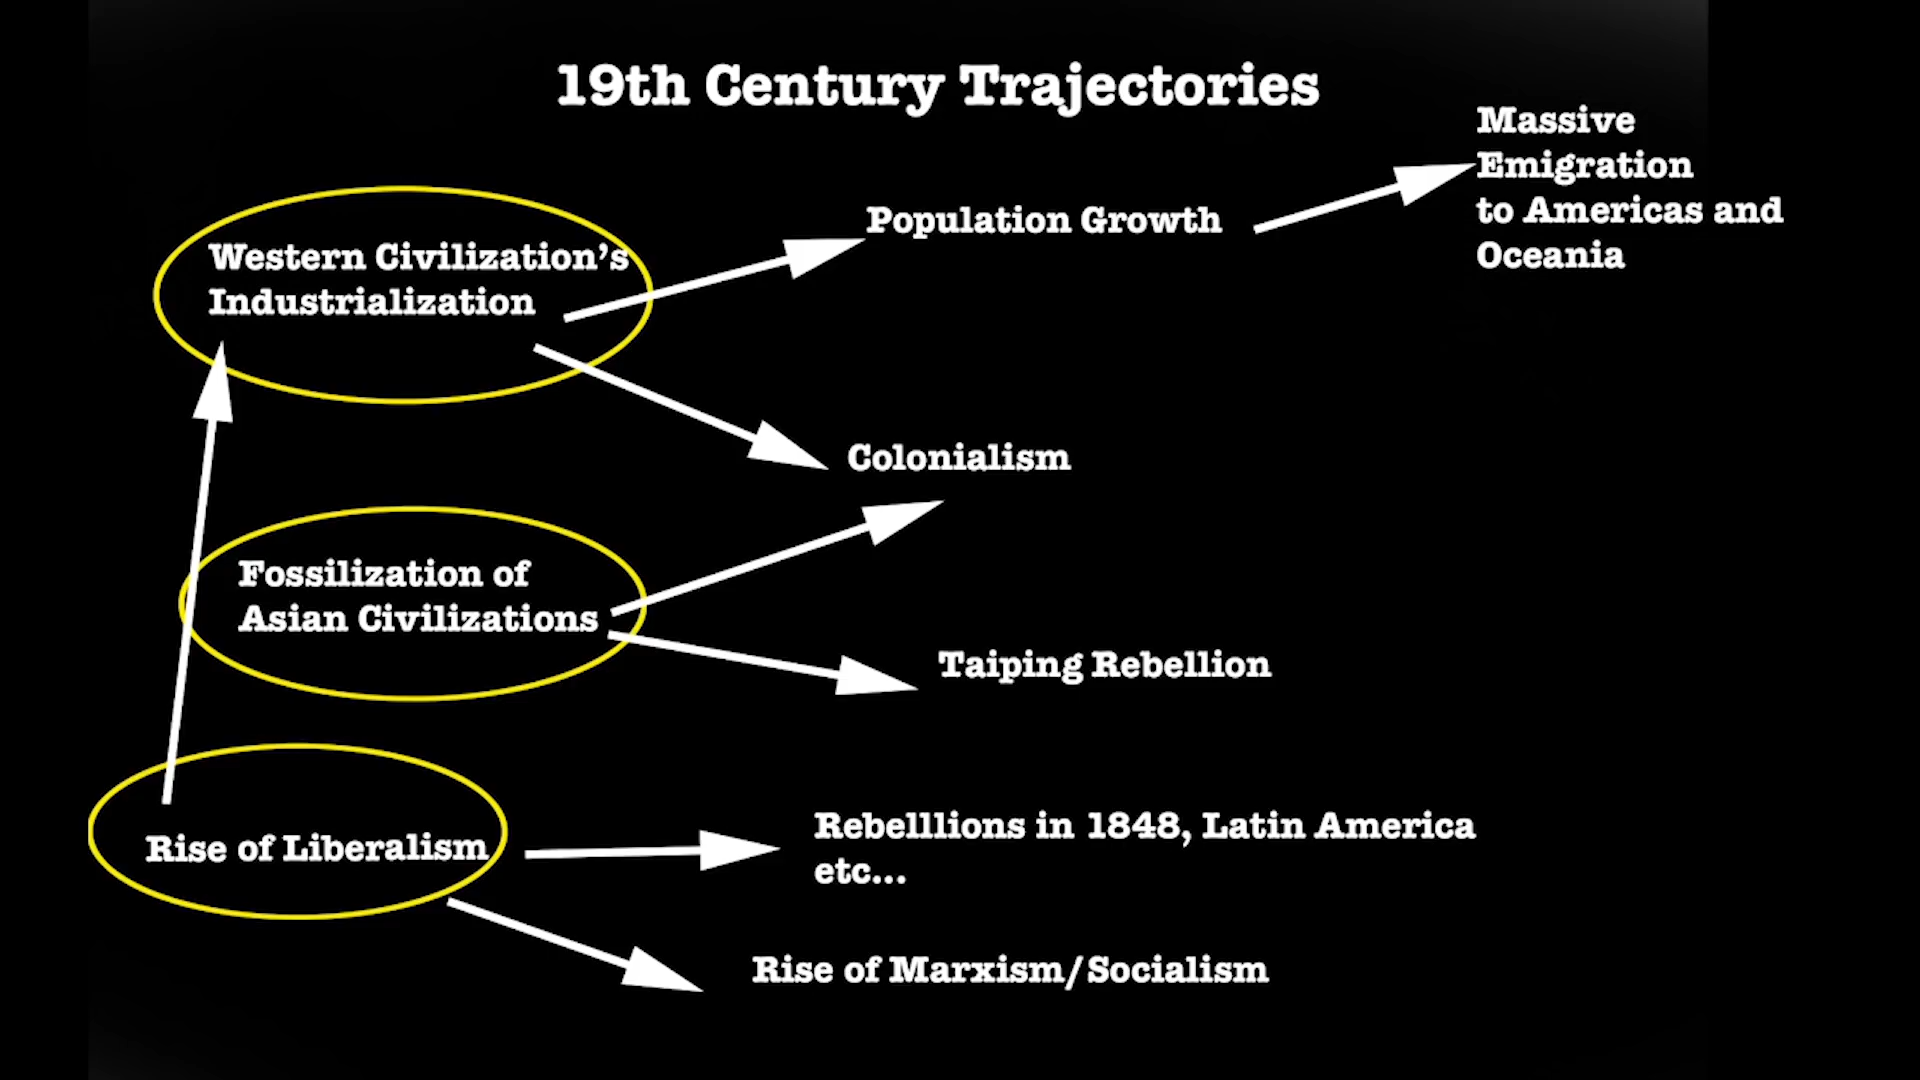 19th Century Trajectories
Massive
Emigration
to Americas and
Oceania
Population Growth
Western Civilization’s
Industrialization
Colonialism
Fossilization of
Asian Civilizations
Taiping Rebellion
Rise of Liberalism
Rebelllions in 1848, Latin America
etc...
Rise of Marxism/Socialism